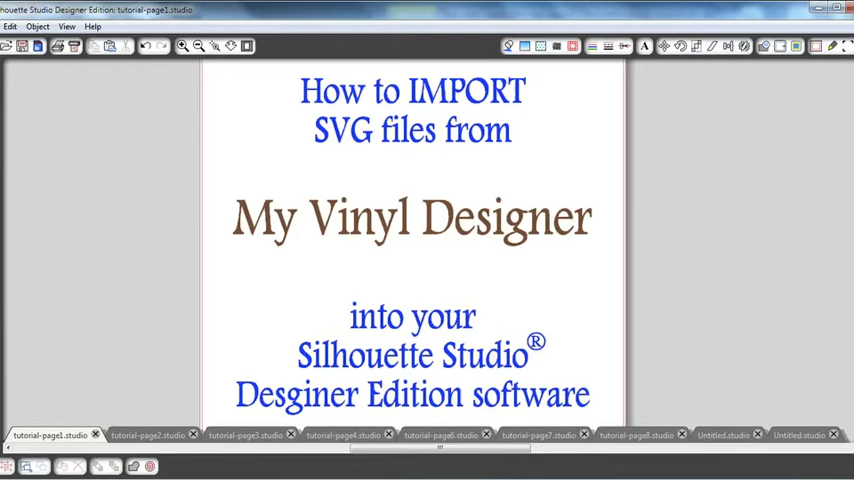 houette Studio Designer Edition: tutorial-page1.studio
Edit Object View Help
A
How to IMPORT
SVG files from
My Vinyl Designer
into your
Silhouette Studio®
Desginer Edition software
tutorial-page1.studio tutorial-page2.studio tutorial-page3.studio tutorial-page4.studio tutorial-page6.studio tutorial-page7.studio tutorial-page8.studio Untitled.studio Untitled.studio